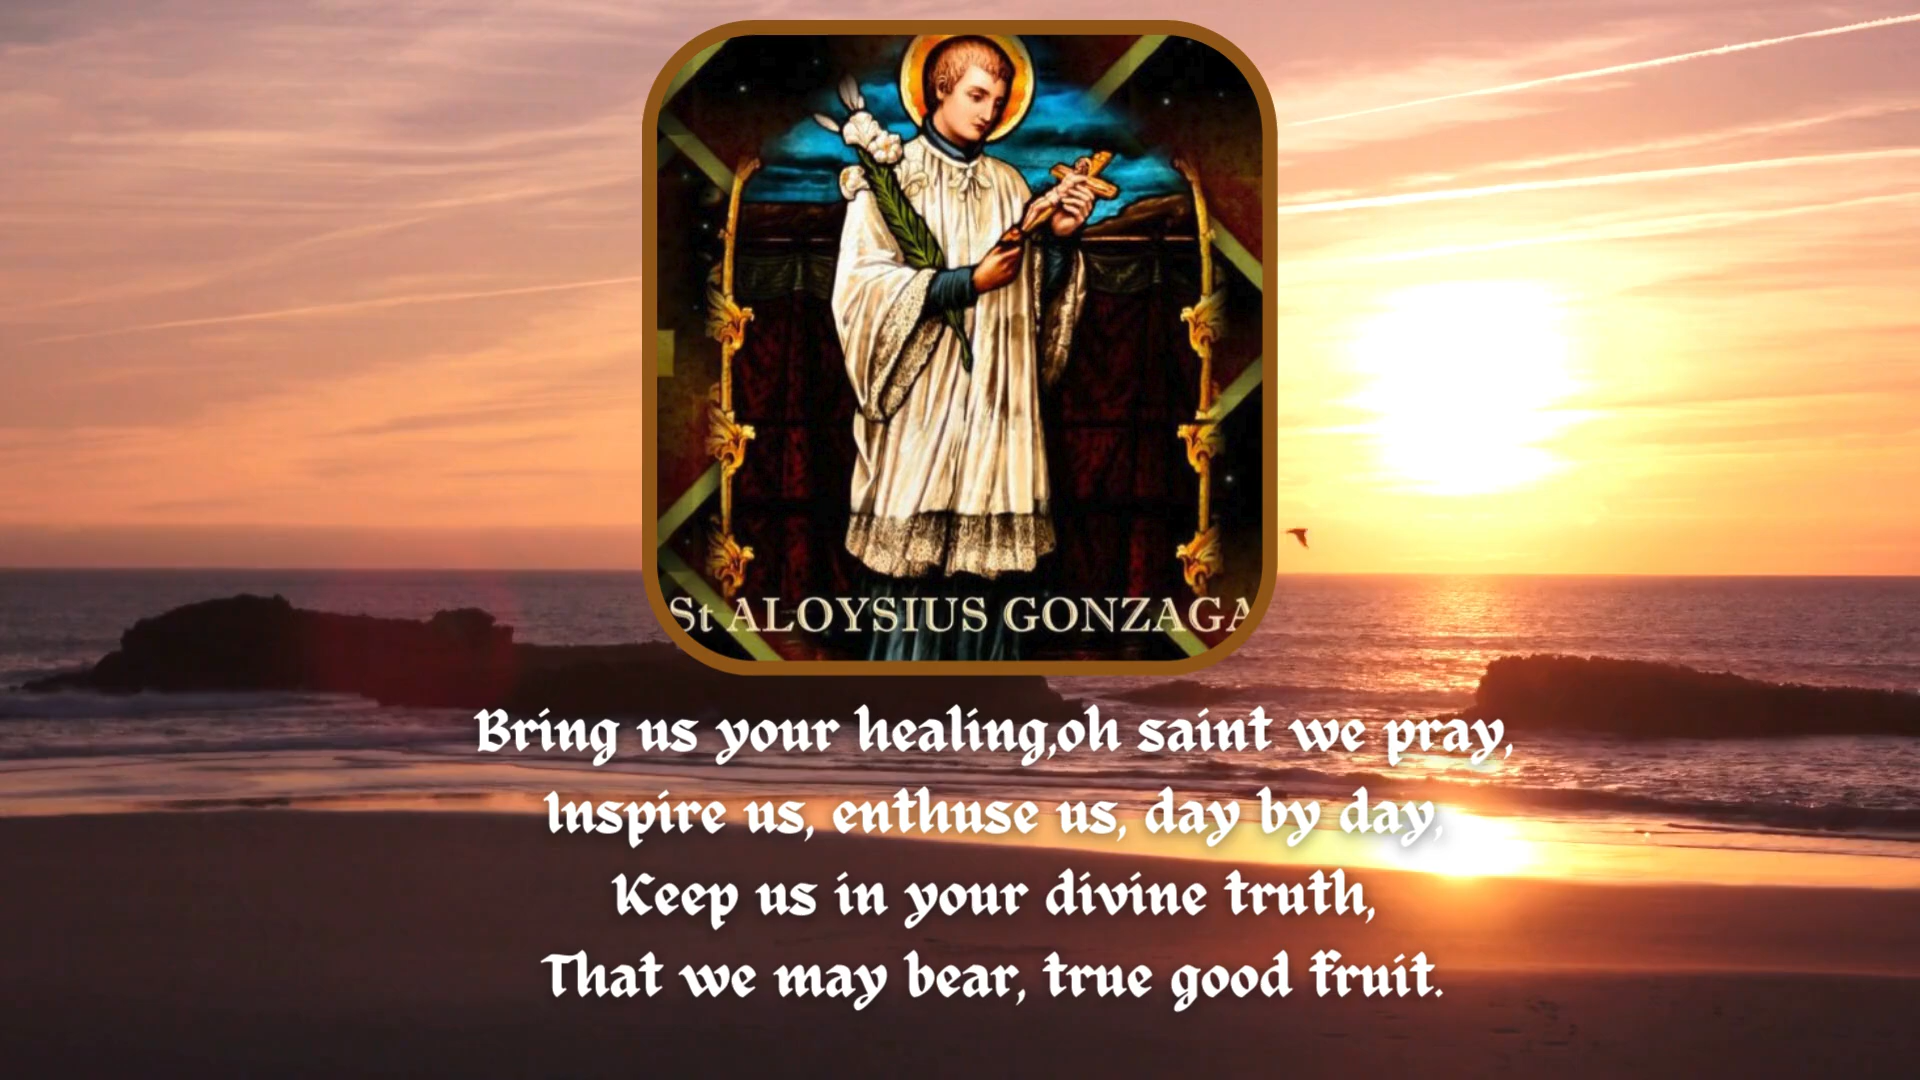 St ALOYSIUS GONZAGA
Bring us your healing,oh saint we pray,
Inspire us, enthuse us, day by day,
Keep us in your divine truth,
That we may bear, true good fruit.